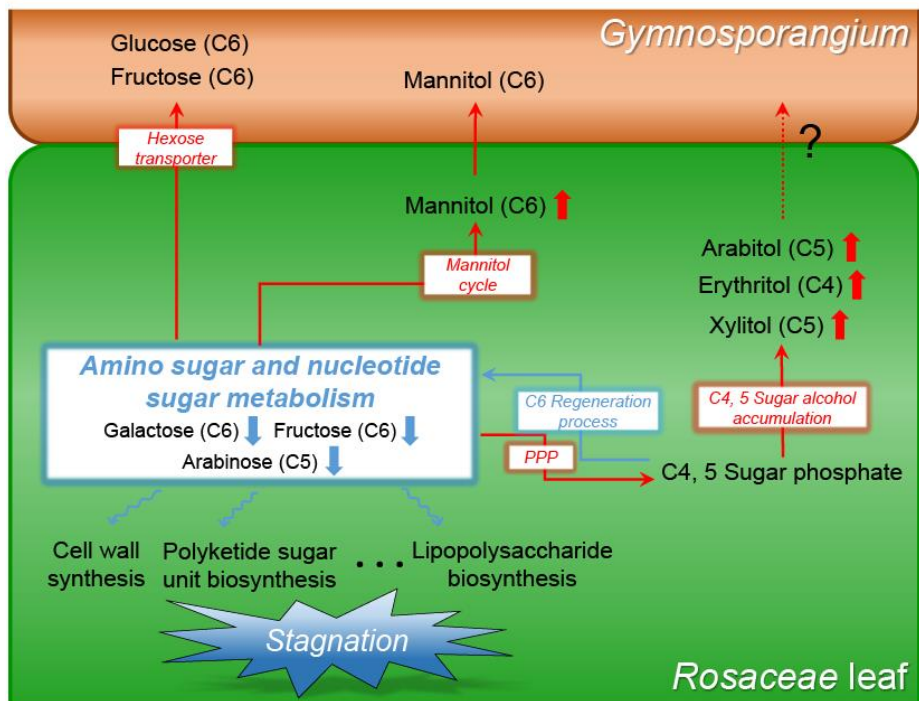 Gymnosporangium
Glucose (C6)
Fructose (C6)
Mannitol (C6)
Hexose
transporter
?
Mannitol (C6)
Mannitol
cycle
Arabitol (C5)
Erythritol (C4)
Xylitol (C5)
Amino sugar and nucleotide
sugar metabolism
Galactose (C6) Fructose (C6)
Arabinose (C5)
C6 Regeneration
process
C4, 5 Sugar alcohol
accumulation
PPP
C4, 5 Sugar phosphate
Cell wall
synthesis
Polyketide sugar
unit biosynthesis
...
Lipopolysaccharide
biosynthesis
Stagnation
Rosaceae leaf